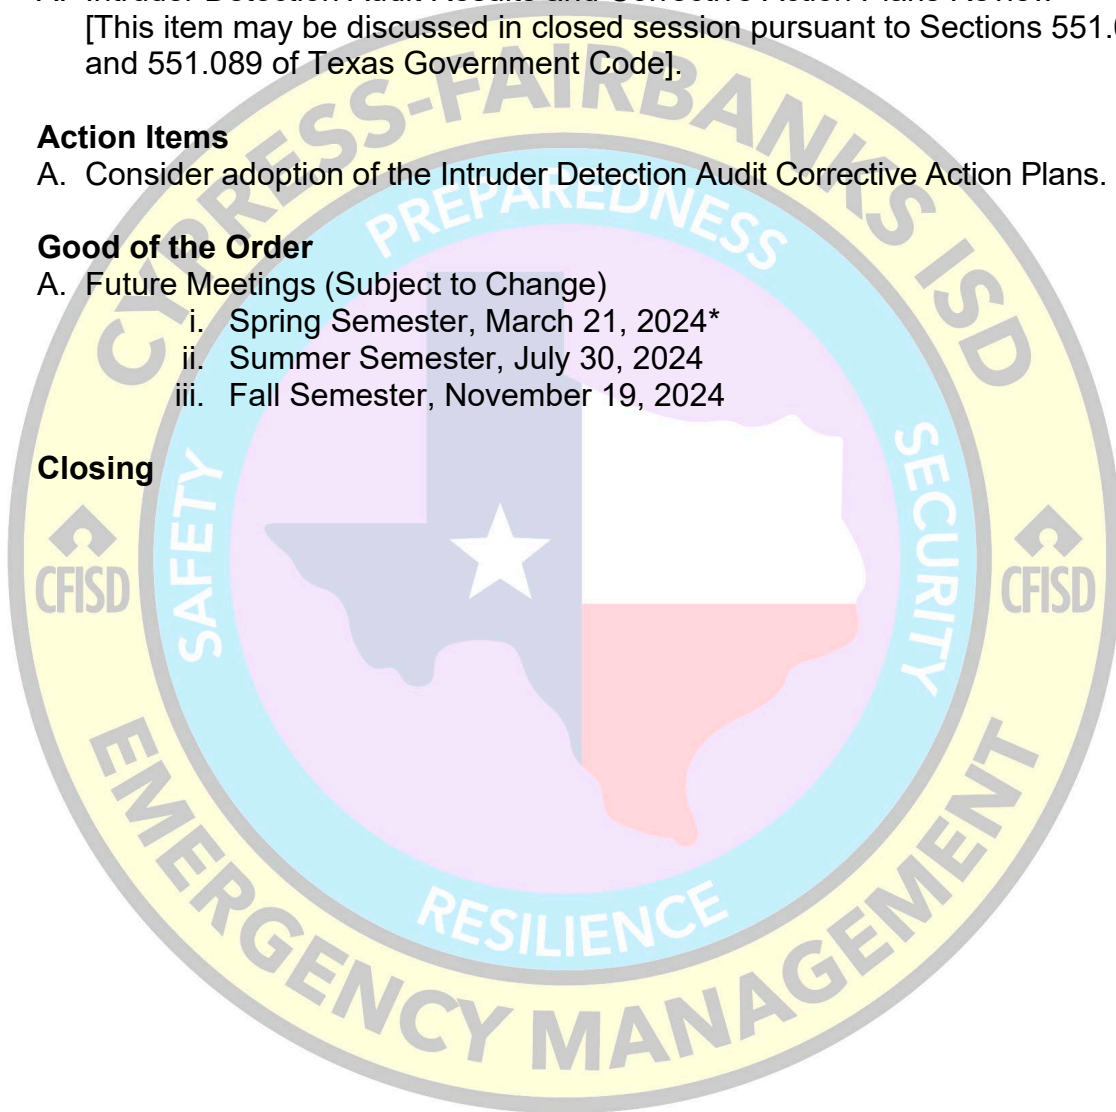 [This item may be discussed in closed session pursuant to Sections 551.
and 551.089 of Texas Government Code].
Action Items
A. Consider adoption of the Intruder Detection Audit Corrective Action Plans.
Good of the Order
A. Future Meetings (Subject to Change)
i. Spring Semester, March 21, 2024*
ii. Summer Semester, July 30, 2024
iii. Fall Semester, November 19, 2024
Closing
CYPRESS-FAIRBANKS ISD
PREPAREDNESS
SAFETY
SECURITY
CFISD
CFISD
RESILIENCE
EMERGENCY MANAGEMENT